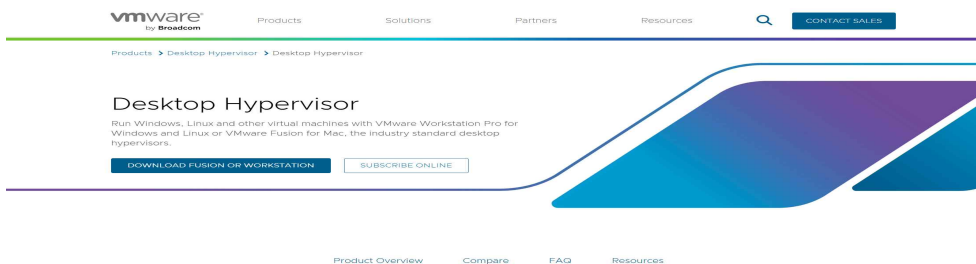 vmware®
by Broadcom
Products Solutions Partners Resources CONTACT SALES
Products > Desktop Hypervisor > Desktop Hypervisor
Desktop Hypervisor
Run Windows, Linux and other virtual machines with VMware Workstation Pro for
Windows and Linux or VMware Fusion for Mac, the industry standard desktop
hypervisors.
DOWNLOAD FUSION OR WORKSTATION SUBSCRIBE ONLINE
Product Overview Compare FAQ Resources